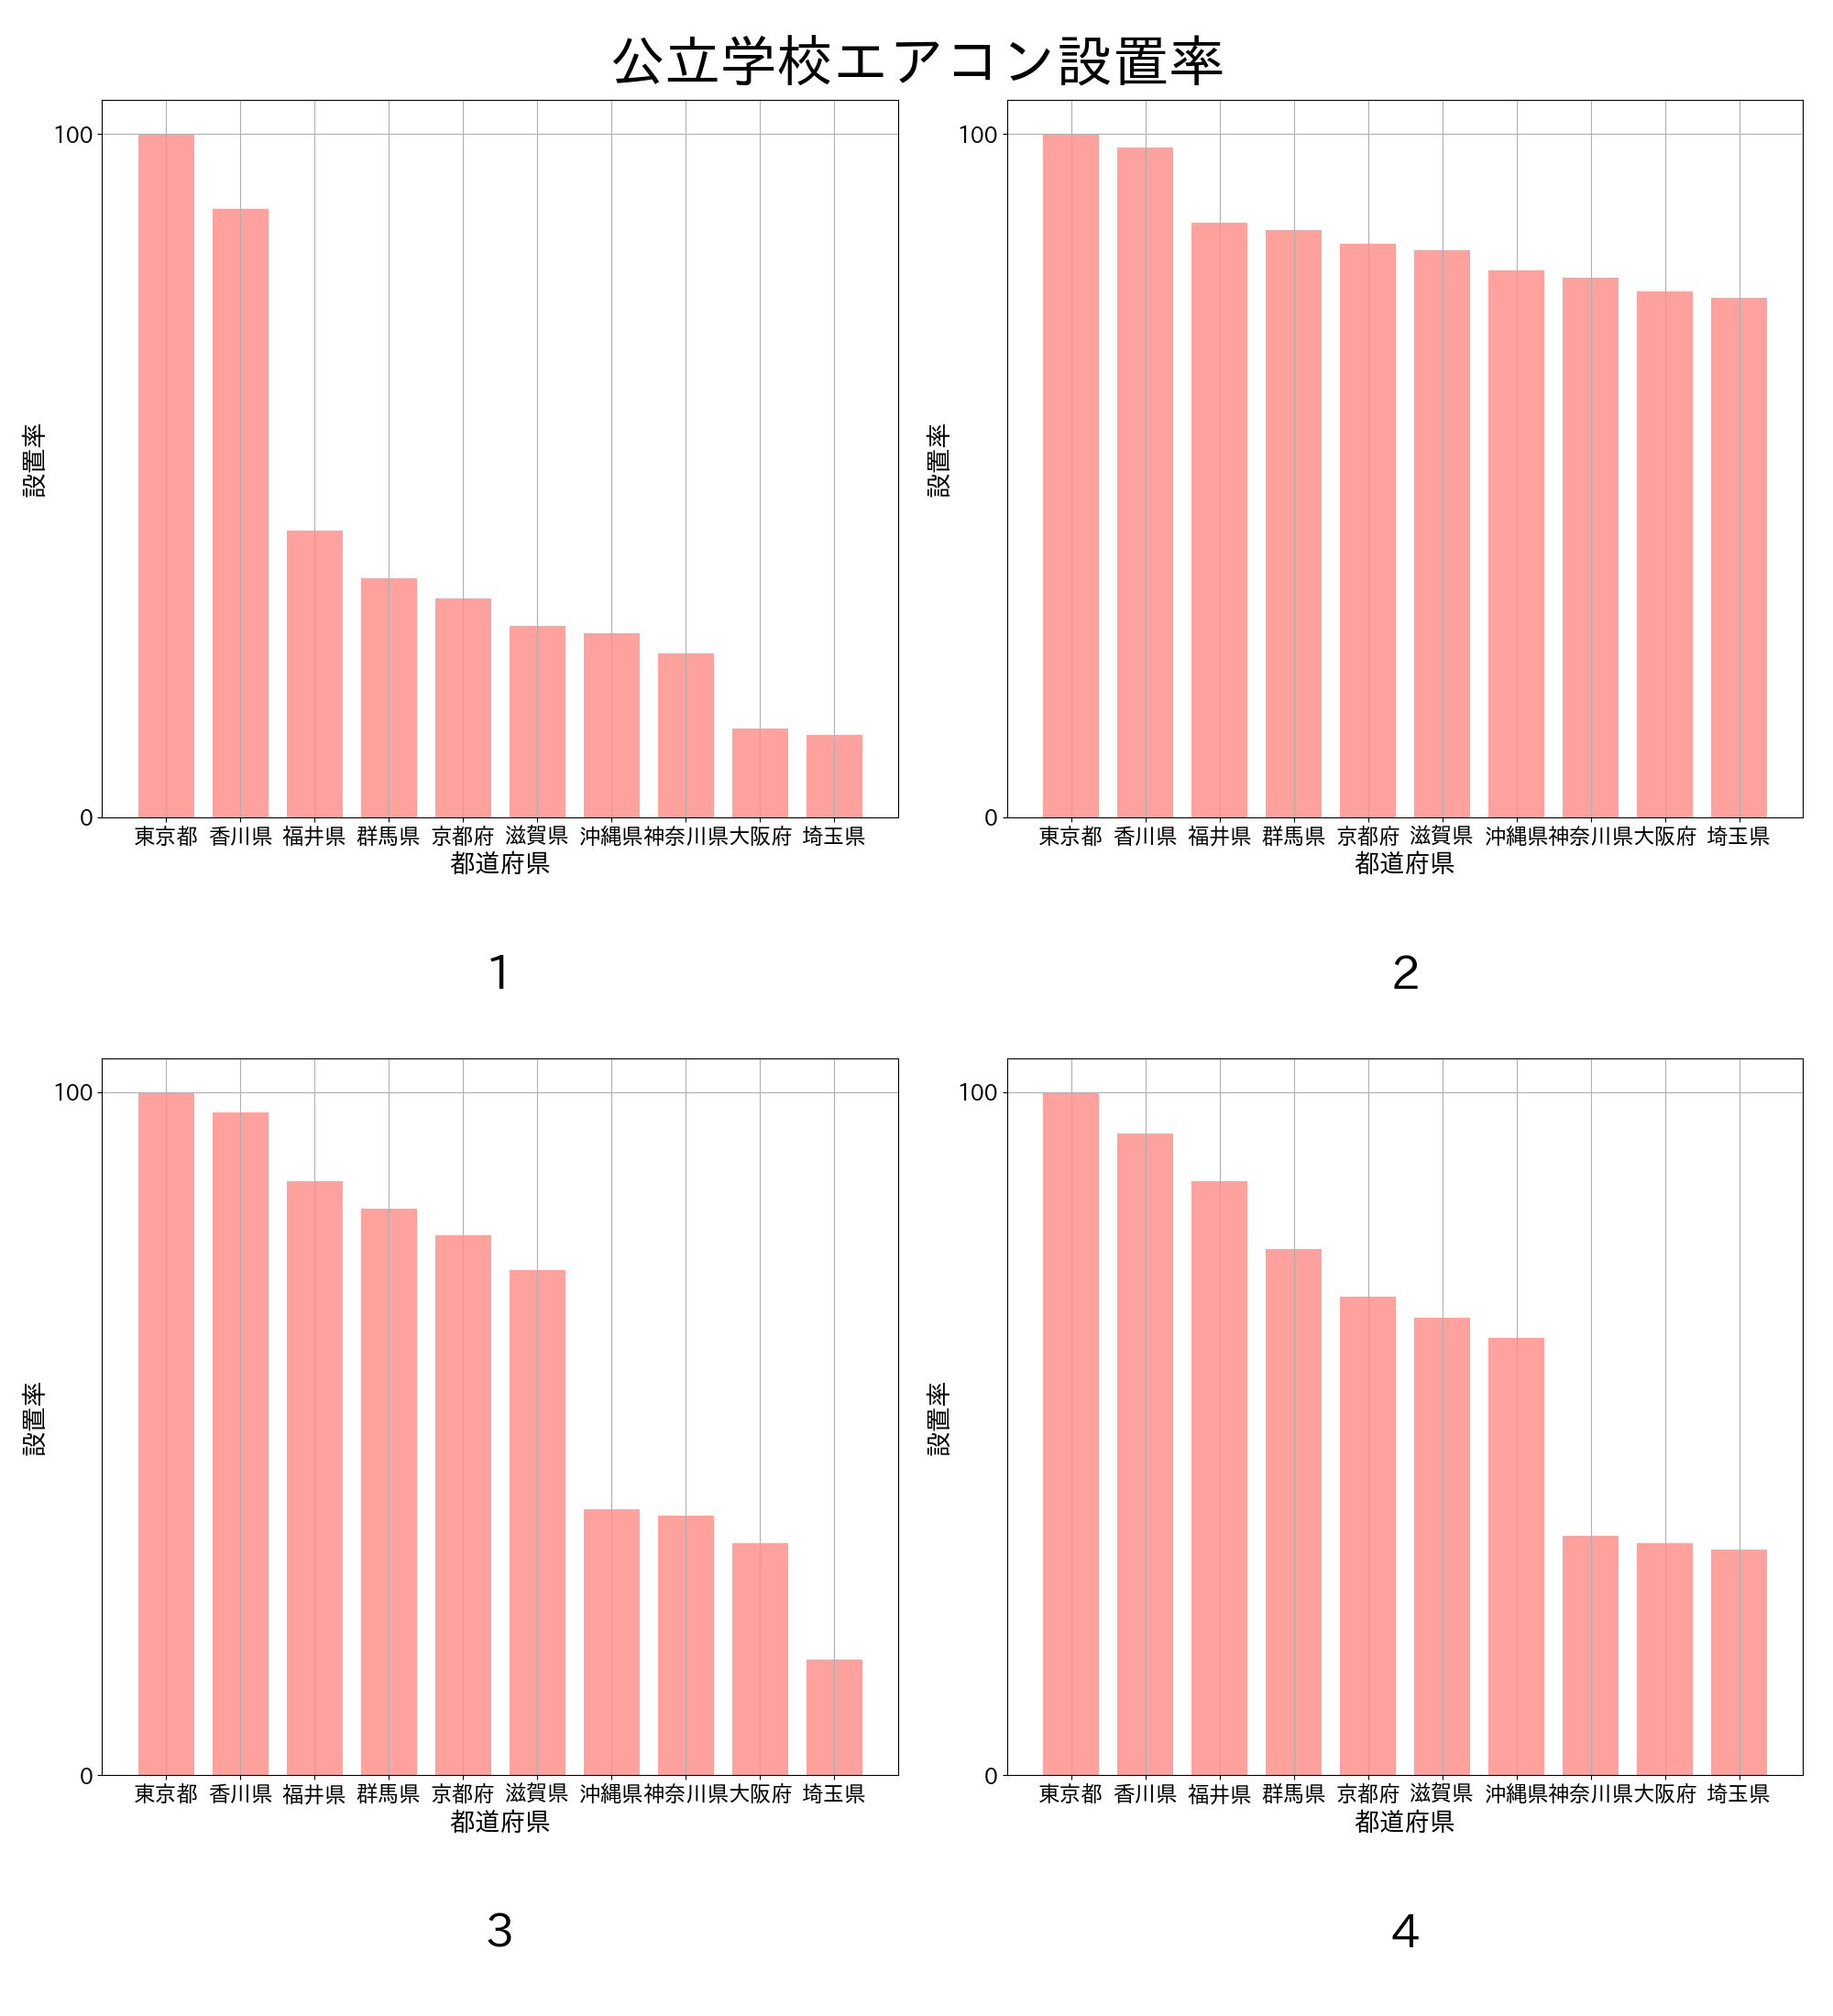 公立学校エアコン設置率
100
0
設置率
東京都 香川県 福井県 群馬県 京都府 滋賀県 沖縄県 神奈川県 大阪府 埼玉県
都道府県
1
100
0
設置率
東京都 香川県 福井県 群馬県 京都府 滋賀県 沖縄県 神奈川県 大阪府 埼玉県
都道府県
2
100
0
設置率
東京都 香川県 福井県 群馬県 京都府 滋賀県 沖縄県 神奈川県 大阪府 埼玉県
都道府県
3
100
0
設置率
東京都 香川県 福井県 群馬県 京都府 滋賀県 沖縄県 神奈川県 大阪府 埼玉県
都道府県
4